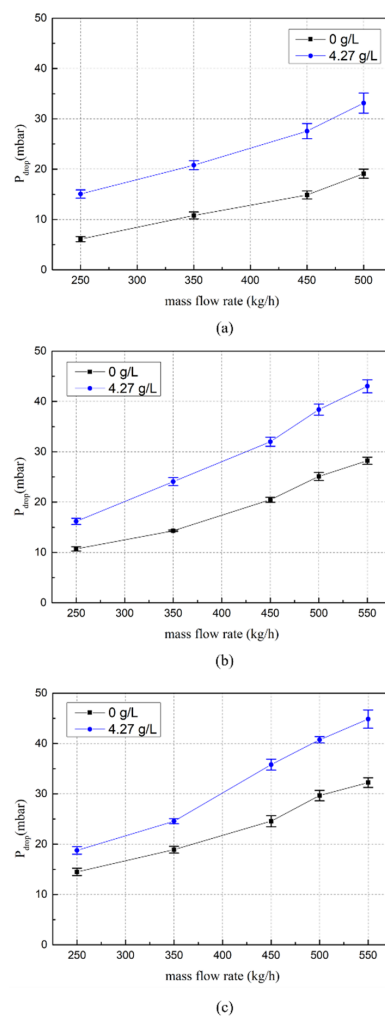 50
0 g/L
4.27 g/L
40
30
20
10
0
P_drop(mbar)
250 300 350 400 450 500
mass flow rate (kg/h)
(a)
50
0 g/L
4.27 g/L
40
30
20
10
0
P_drop(mbar)
250 300 350 400 450 500 550
mass flow rate (kg/h)
(b)
50
0 g/L
4.27 g/L
40
30
20
10
0
P_drop(mbar)
250 300 350 400 450 500 550
mass flow rate (kg/h)
(c)